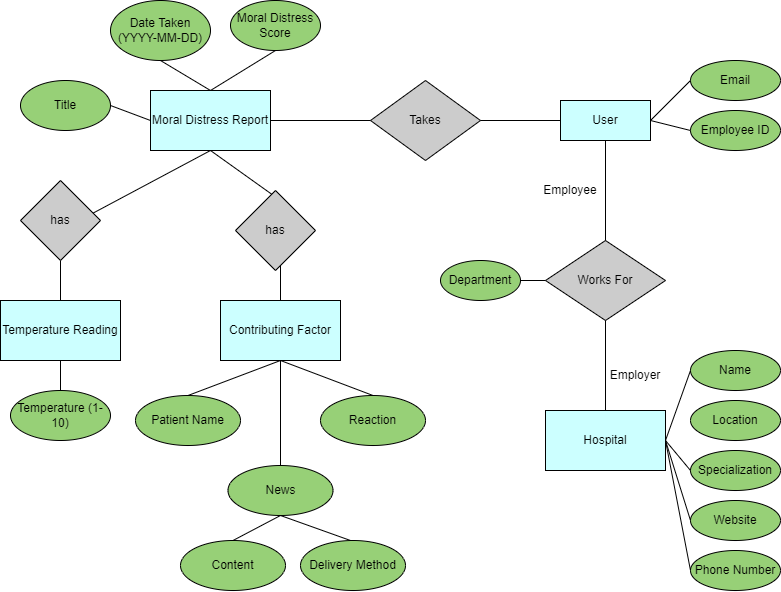 Date Taken
(YYYY-MM-DD)
Moral Distress
Score
Title
Moral Distress Report
Takes
User
Email
Employee ID
Employee
has
has
Department
Works For
Temperature Reading
Contributing Factor
Employer
Name
Temperature (1-
10)
Patient Name
Reaction
Location
Hospital
Specialization
News
Website
Content
Delivery Method
Phone Number